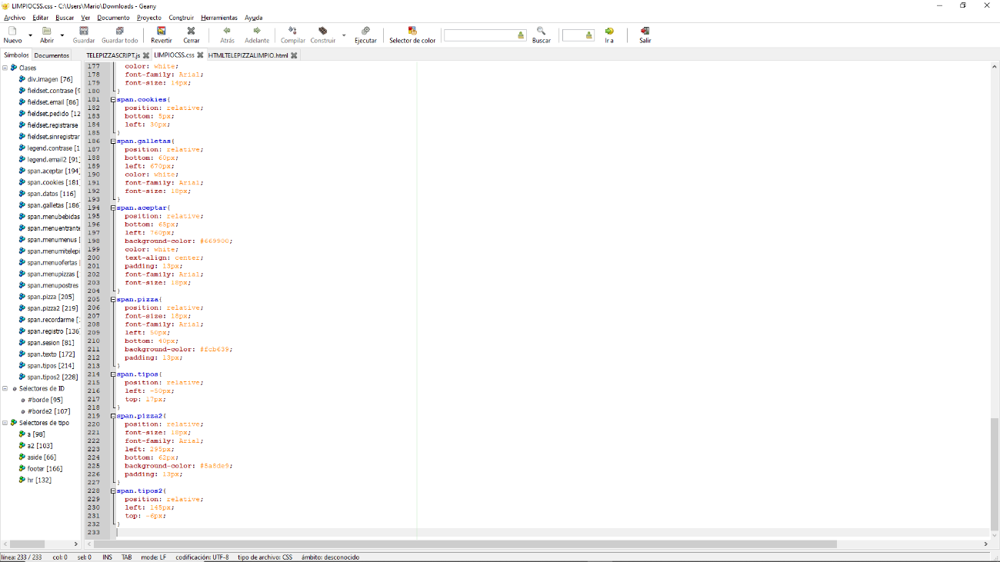 LIMPIOCSS.css - C:\Users\Mario\Downloads - Geany
Archivo Editar Buscar Ver Documento Proyecto Construir Herramientas Ayuda
Nuevo Abrir Guardar Guardar todo Revertir Cerrar Atrás Adelante Compilar Construir Ejecutar Selector de color Buscar Ir a Salir
Símbolos Documentos TELEPIZZASCRIPT.js LIMPIOCSS.css HTMLTELEPIZZALIMPIO.html
Clases
div.imagen [76]
fieldset.contrase [9
fieldset.email [86]
fieldset.pedido [12
fieldset.registrarse
fieldset.sinregistrar
legend.contrase [1
legend.email2 [91]
span.aceptar [194]
span.cookies [181]
span.datos [116]
span.galletas [186]
span.menubebidas
span.menuentrante
span.menumenus [
span.menumitelepi
span.menuofertas [
span.menupizzas [
span.menupostres
span.pizza [205]
span.pizza2 [219]
span.recordarme [
span.registro [136]
span.sesion [81]
span.texto [172]
span.tipos [214]
span.tipos2 [228]
Selectores de ID
#borde [95]
#borde2 [107]
Selectores de tipo
a [98]
a2 [103]
aside [66]
footer [166]
hr [132]
177 color: white;
178 font-family: Arial;
179 font-size: 14px;
180 }
181 span.cookies{
182 position: relative;
183 bottom: 5px;
184 left: 30px;
185 }
186 span.galletas{
187 position: relative;
188 bottom: 60px;
189 left: 670px;
190 color: white;
191 font-family: Arial;
192 font-size: 18px;
193 }
194 span.aceptar{
195 position: relative;
196 bottom: 65px;
197 left: 760px;
198 background-color: #669900;
199 color: white;
200 text-align: center;
201 padding: 13px;
202 font-family: Arial;
203 font-size: 18px;
204 }
205 span.pizza{
206 position: relative;
207 font-size: 18px;
208 font-family: Arial;
209 left: 50px;
210 bottom: 40px;
211 background-color: #fcb639;
212 padding: 13px;
213 }
214 span.tipos{
215 position: relative;
216 left: -50px;
217 top: 17px;
218 }
219 span.pizza2{
220 position: relative;
221 font-size: 18px;
222 font-family: Arial;
223 left: 295px;
224 bottom: 62px;
225 background-color: #5a8de9;
226 padding: 13px;
227 }
228 span.tipos2{
229 position: relative;
230 left: 145px;
231 top: -6px;
232 }
233
línea: 233 / 233 col: 0 sel: 0 INS TAB mode: LF codificación: UTF-8 tipo de archivo: CSS ámbito: desconocido